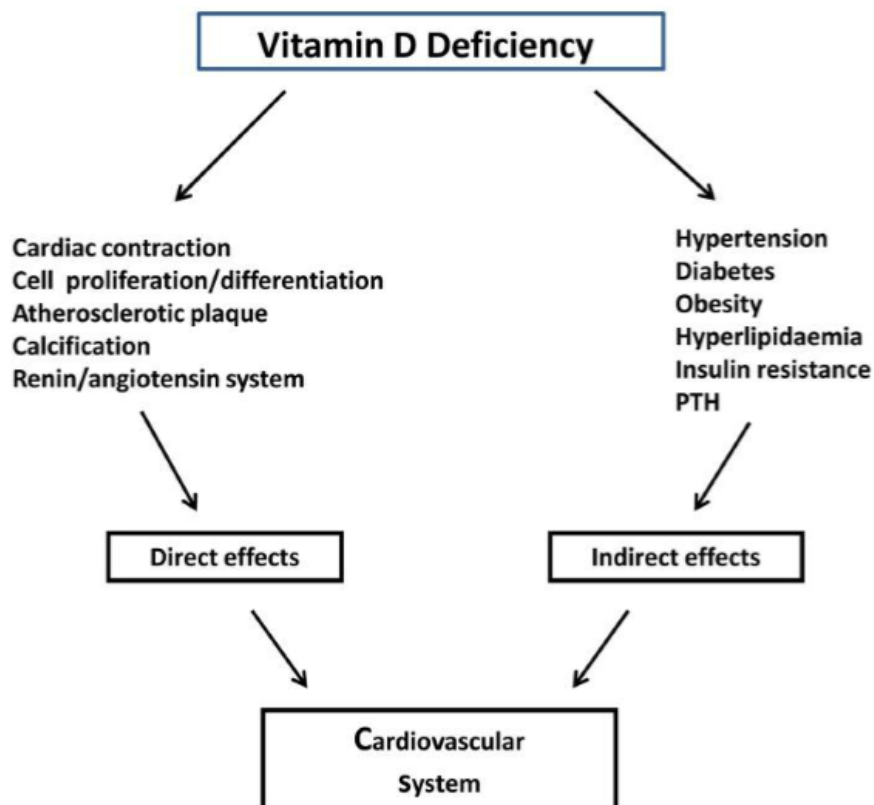 Vitamin D Deficiency
Cardiac contraction
Cell proliferation/differentiation
Atherosclerotic plaque
Calcification
Renin/angiotensin system
Hypertension
Diabetes
Obesity
Hyperlipidaemia
Insulin resistance
PTH
Direct effects
Indirect effects
Cardiovascular
System